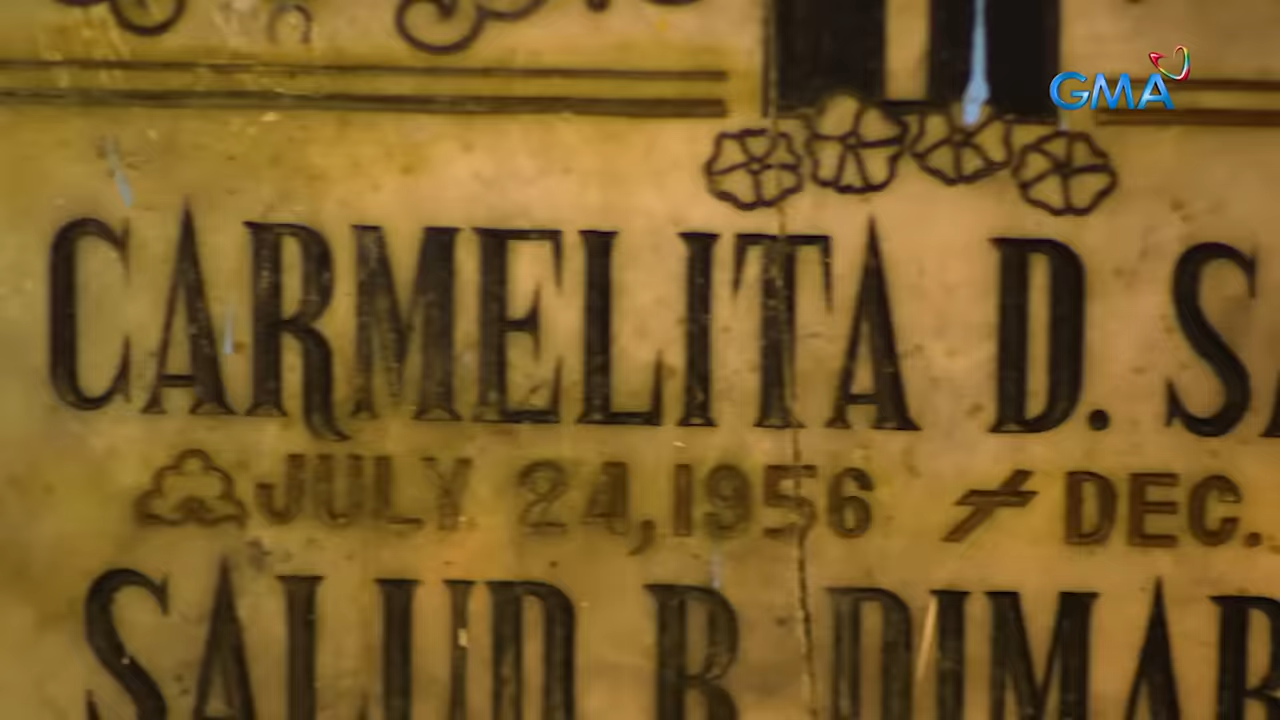 GMA
CARMELITA D. SA
JULY 24, 1956 DEC.
SALUD B. DIMAR